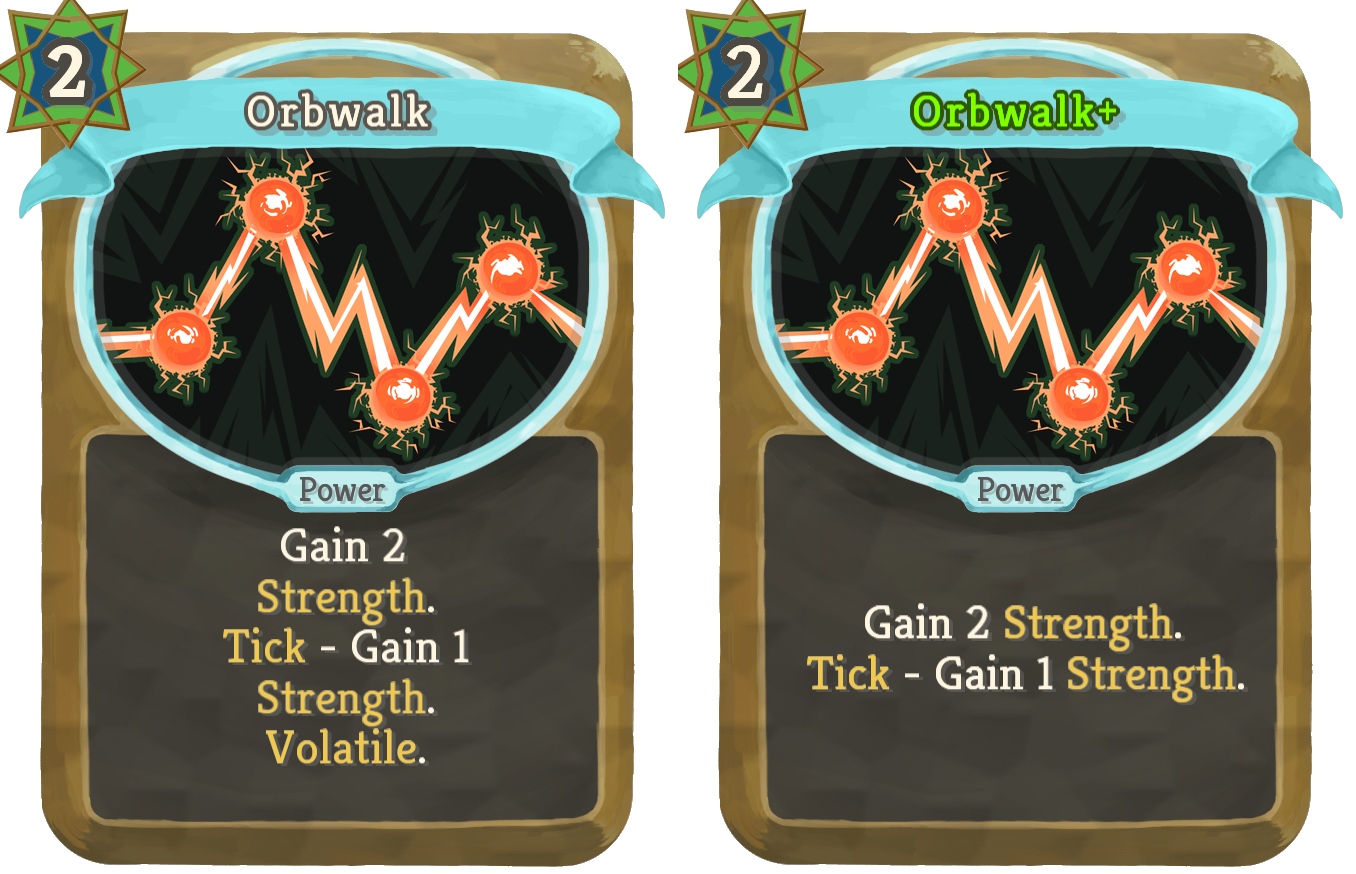 2
Orbwalk
Power
Gain 2
Strength.
Tick - Gain 1
Strength.
Volatile.
2
Orbwalk+
Power
Gain 2 Strength.
Tick - Gain 1 Strength.